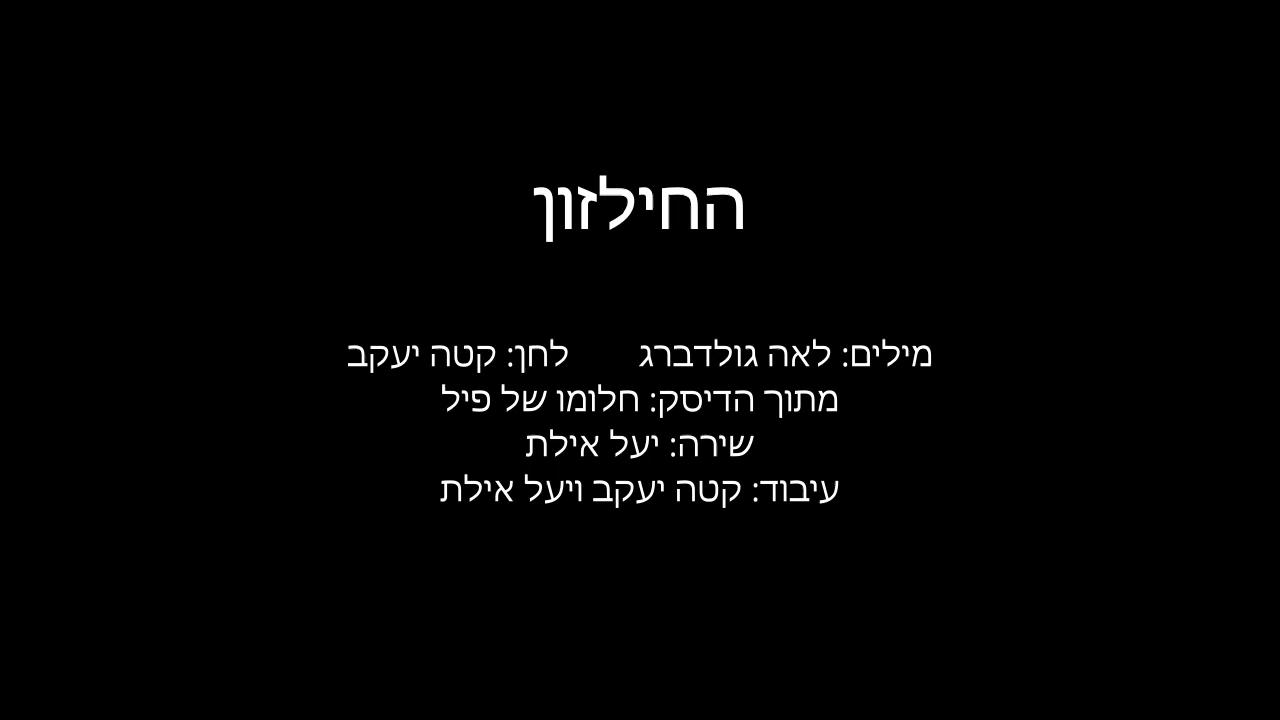 החילזון
מילים: לאה גולדברג לחן: קטה יעקב
מתוך הדיסק: חלומו של פיל
שירה: יעל אילת
עיבוד: קטה יעקב ויעל אילת